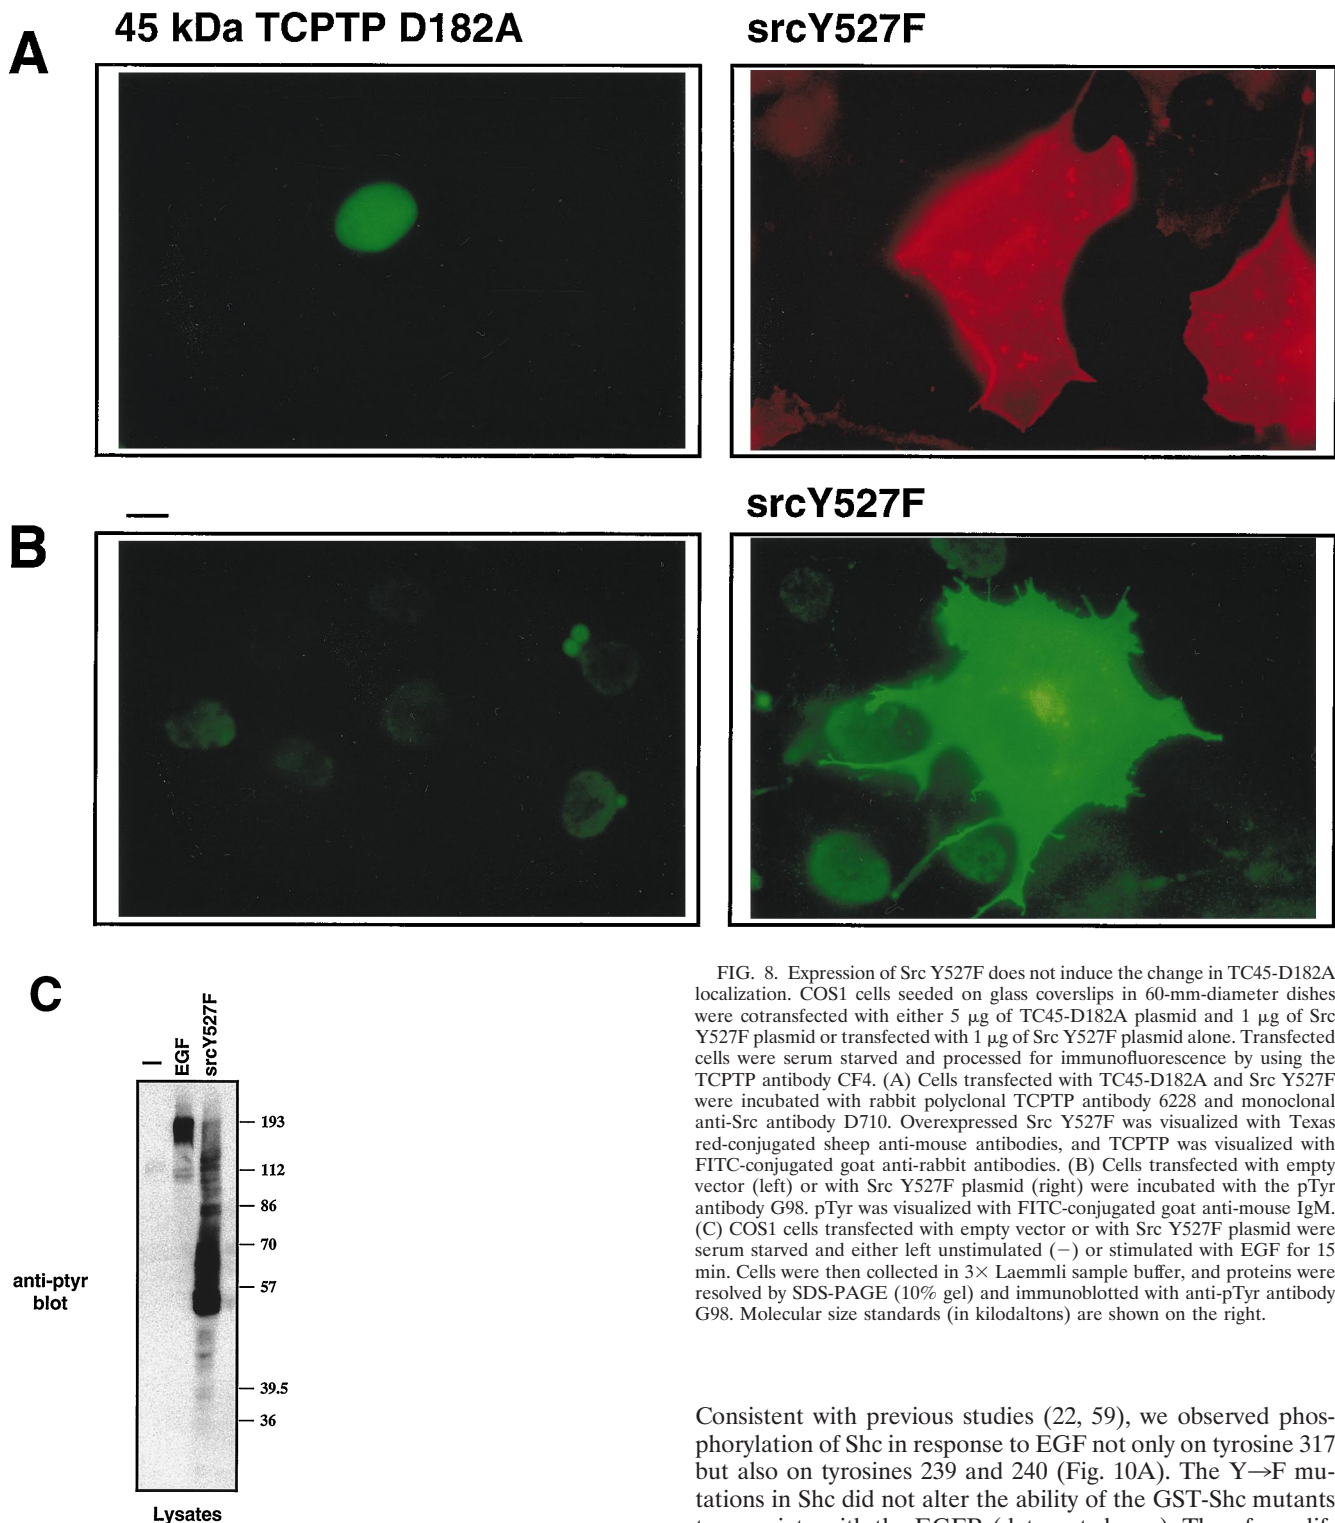 A
45 kDa TCPTP D182A
srcY527F
B
—
srcY527F
C
–
EGF
srcY527F
193
112
86
70
57
39.5
36
anti-ptyr
blot
Lysates
FIG. 8. Expression of Src Y527F does not induce the change in TC45-D182A
localization. COS1 cells seeded on glass coverslips in 60-mm-diameter dishes
were cotransfected with either 5 μg of TC45-D182A plasmid and 1 μg of Src
Y527F plasmid or transfected with 1 μg of Src Y527F plasmid alone. Transfected
cells were serum starved and processed for immunofluorescence by using the
TCPTP antibody CF4. (A) Cells transfected with TC45-D182A and Src Y527F
were incubated with rabbit polyclonal TCPTP antibody 6228 and monoclonal
anti-Src antibody D710. Overexpressed Src Y527F was visualized with Texas
red-conjugated sheep anti-mouse antibodies, and TCPTP was visualized with
FITC-conjugated goat anti-rabbit antibodies. (B) Cells transfected with empty
vector (left) or with Src Y527F plasmid (right) were incubated with the pTyr
antibody G98. pTyr was visualized with FITC-conjugated goat anti-mouse IgM.
(C) COS1 cells transfected with empty vector or with Src Y527F plasmid were
serum starved and either left unstimulated (−) or stimulated with EGF for 15
min. Cells were then collected in 3× Laemmli sample buffer, and proteins were
resolved by SDS-PAGE (10% gel) and immunoblotted with anti-pTyr antibody
G98. Molecular size standards (in kilodaltons) are shown on the right.
Consistent with previous studies (22, 59), we observed phos-
phorylation of Shc in response to EGF not only on tyrosine 317
but also on tyrosines 239 and 240 (Fig. 10A). The Y→F mu-
tations in Shc did not alter the ability of the GST-Shc mutants